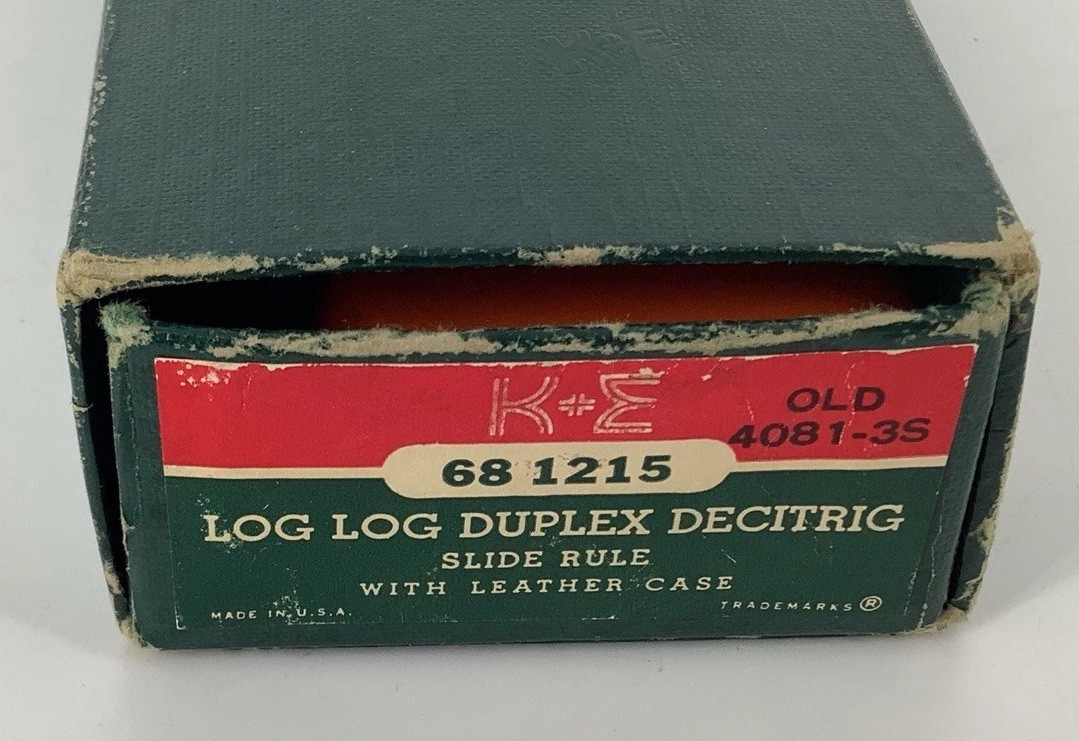 K+E
OLD
4081-3S
68 1215
LOG LOG DUPLEX DECITRIG
SLIDE RULE
WITH LEATHER CASE
MADE IN U.S.A.
TRADEMARKS ®